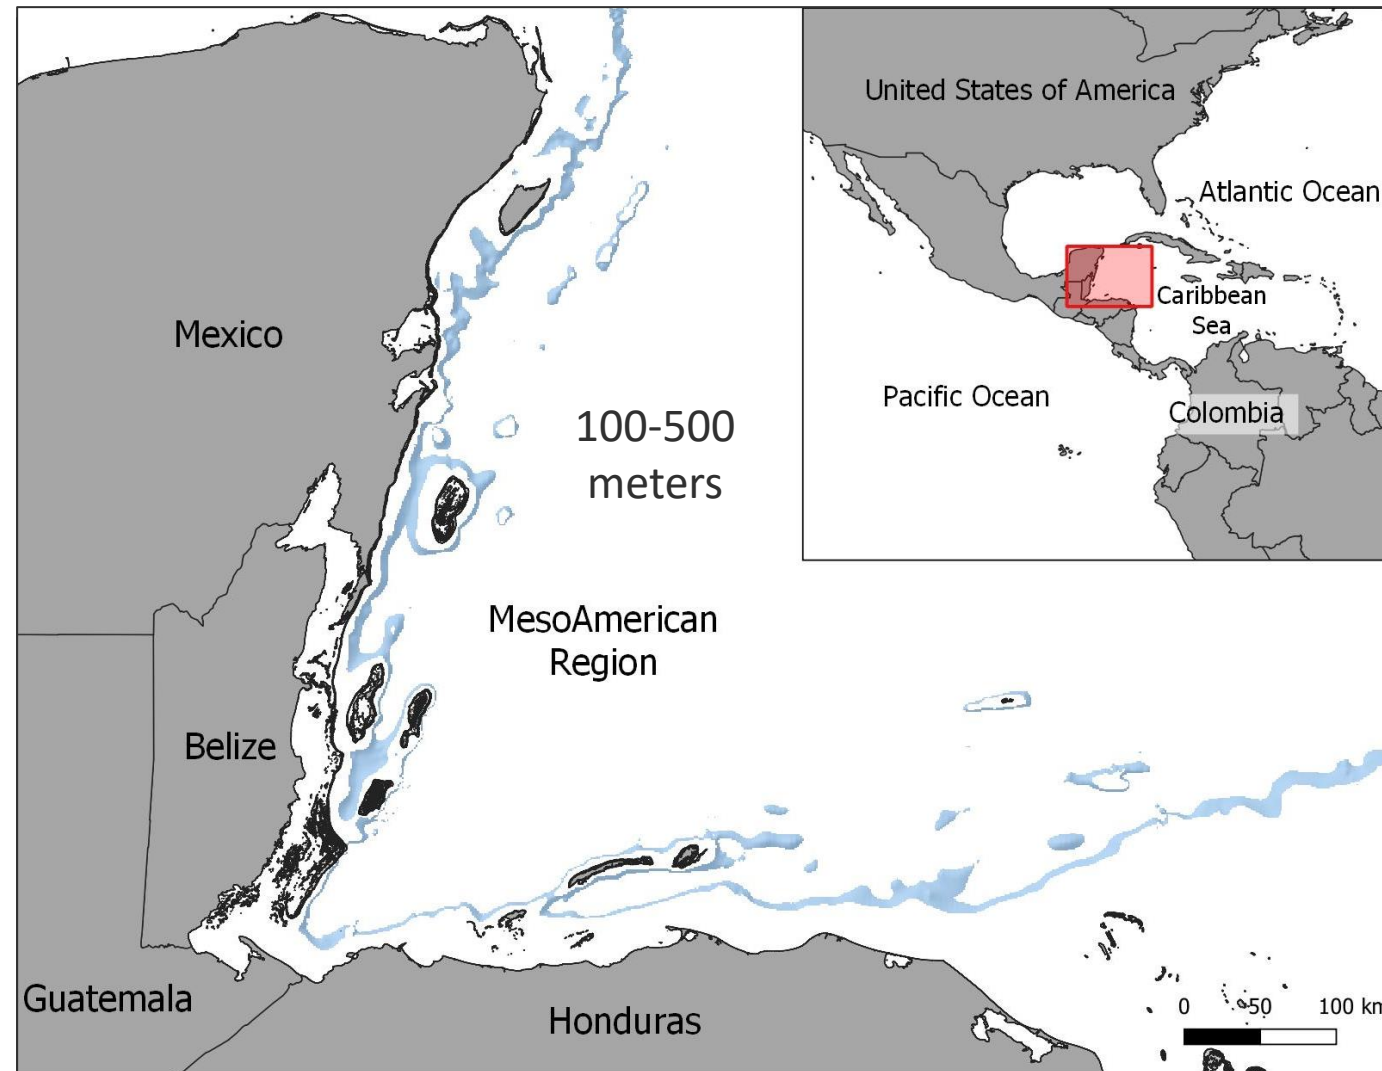 United States of America
Atlantic Ocean
Caribbean
Sea
Pacific Ocean
Colombia
Mexico
100-500
meters
MesoAmerican
Region
Belize
Guatemala
Honduras
0 50 100 km